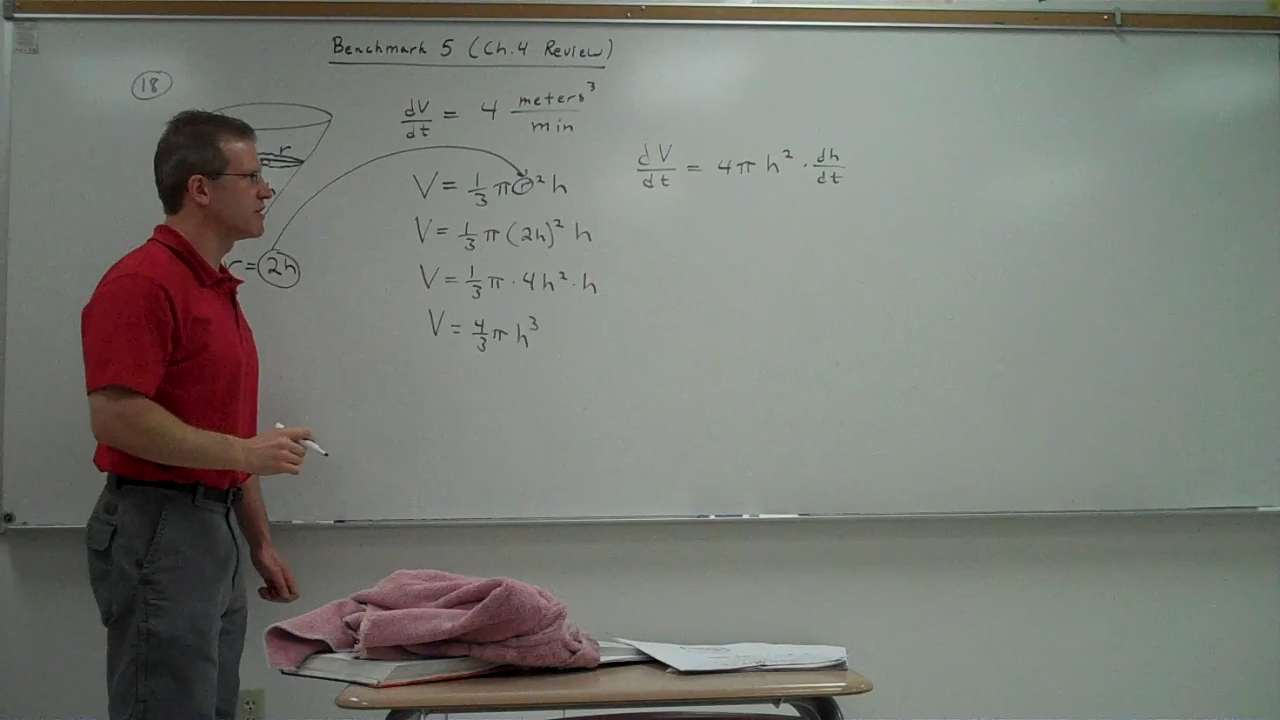 Benchmark 5 (Ch.4 Review)
18
dV/dt = 4 meters³/min
r
V = 1/3 π r² h
V = 1/3 π (2h)² h
r = 2h
V = 1/3 π · 4h² · h
V = 4/3 π h³
dV/dt = 4π h² · dh/dt